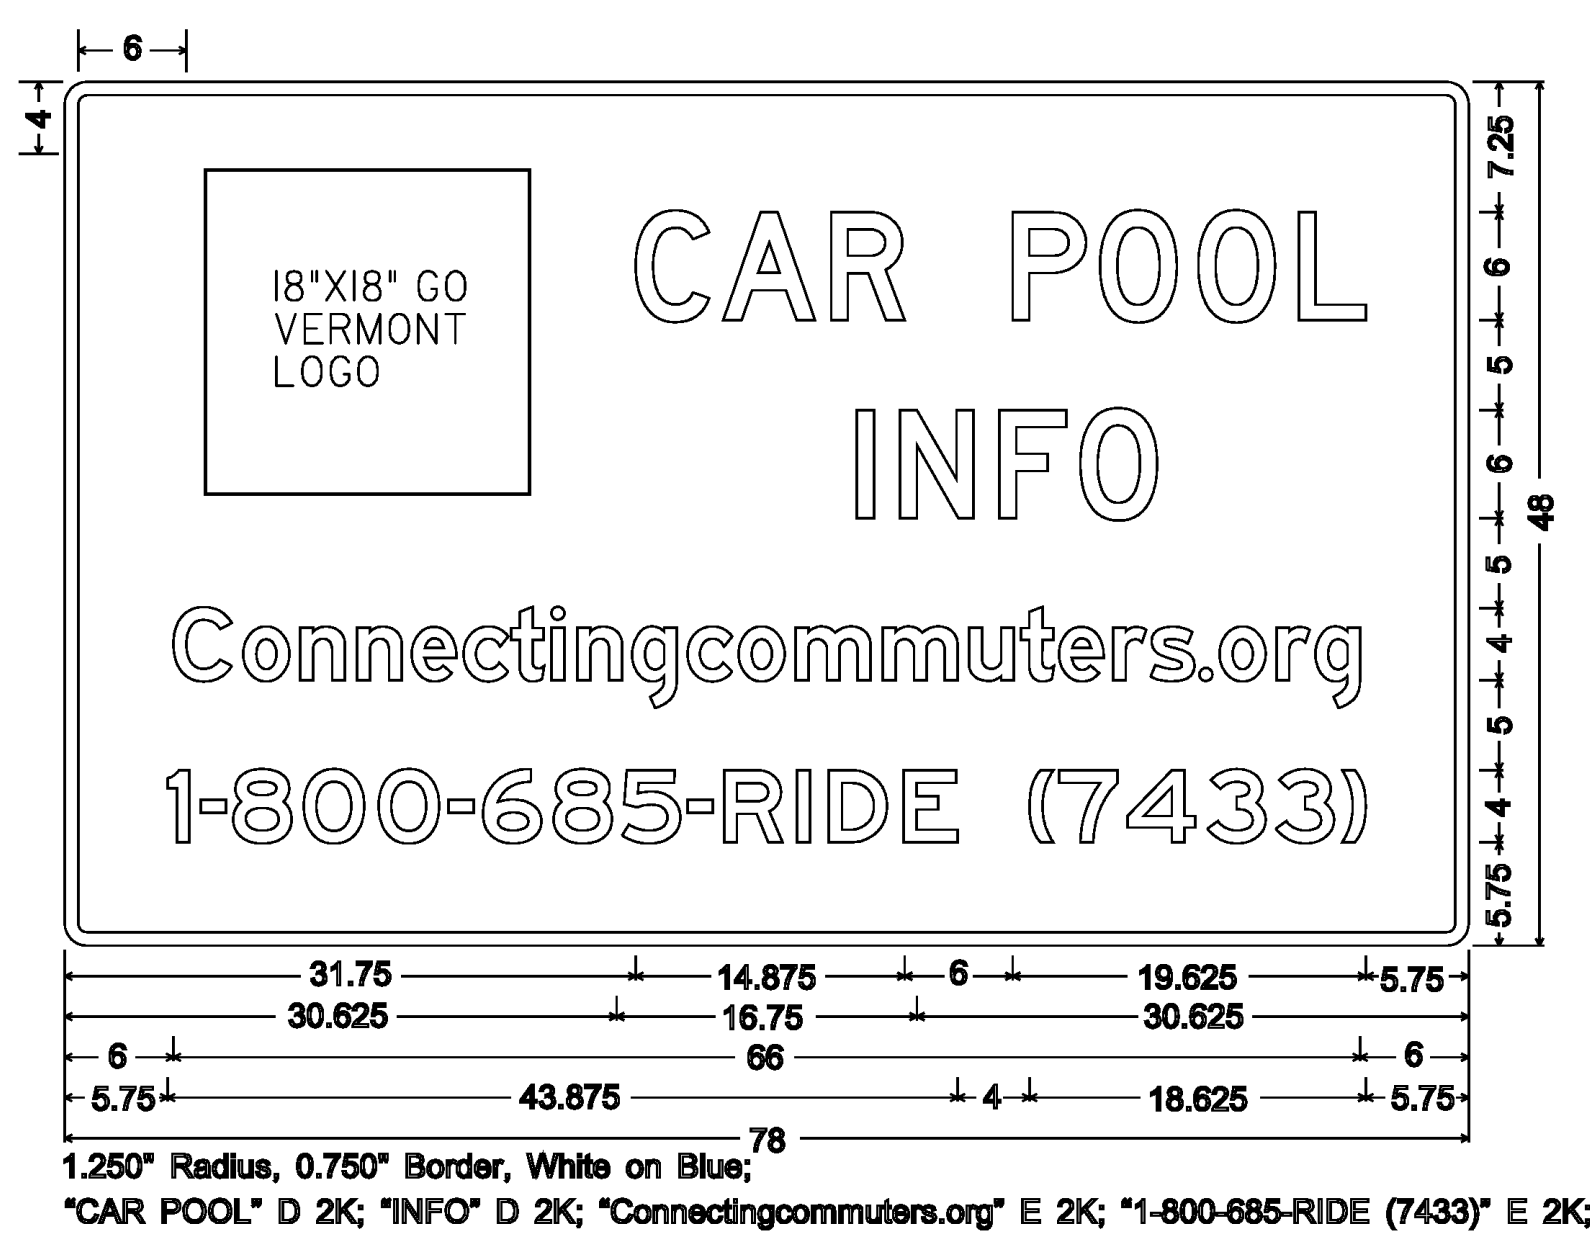 6
4
18"X18" GO
VERMONT
LOGO
CAR POOL
INFO
Connectingcommuters.org
1-800-685-RIDE (7433)
7.25
6
5
6
5
4
5
4
5.75
48
31.75 14.875 6 19.625 5.75
30.625 16.75 30.625
6 66 6
5.75 43.875 4 18.625 5.75
78
1.250" Radius, 0.750" Border, White on Blue;
"CAR POOL" D 2K; "INFO" D 2K; "Connectingcommuters.org" E 2K; "1-800-685-RIDE (7433)" E 2K;